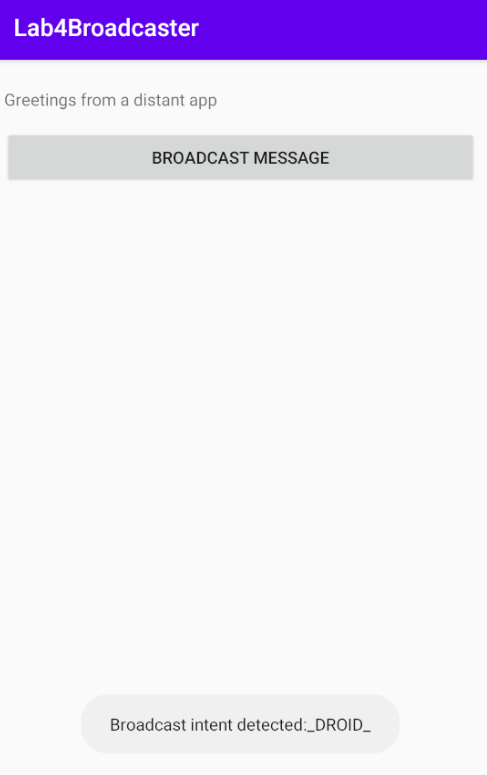 Lab4Broadcaster
Greetings from a distant app
BROADCAST MESSAGE
Broadcast intent detected:_DROID_